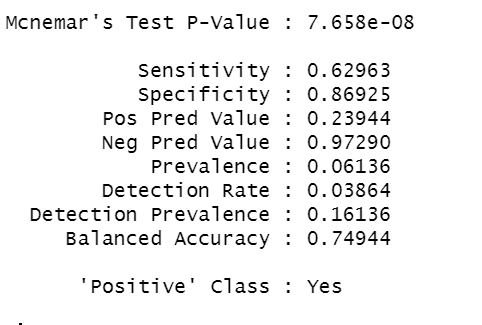 Mcnemar's Test P-Value : 7.658e-08
Sensitivity : 0.62963
Specificity : 0.86925
Pos Pred Value : 0.23944
Neg Pred Value : 0.97290
Prevalence : 0.06136
Detection Rate : 0.03864
Detection Prevalence : 0.16136
Balanced Accuracy : 0.74944
'Positive' Class : Yes